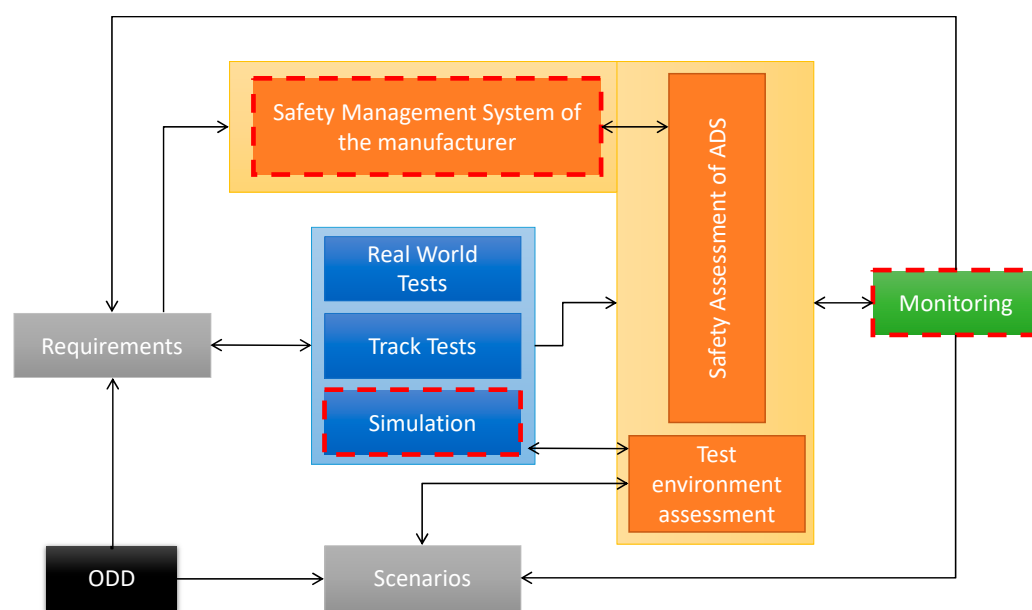 Safety Management System of
the manufacturer
Safety Assessment of ADS
Real World
Tests
Monitoring
Requirements
Track Tests
Simulation
Test
environment
assessment
ODD
Scenarios